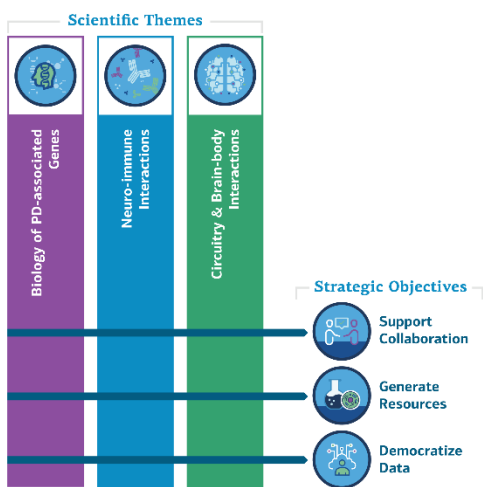 Scientific Themes
Biology of PD-associated
Genes
Neuro-immune
Interactions
Circuitry & Brain-body
Interactions
Strategic Objectives
Support
Collaboration
Generate
Resources
Democratize
Data